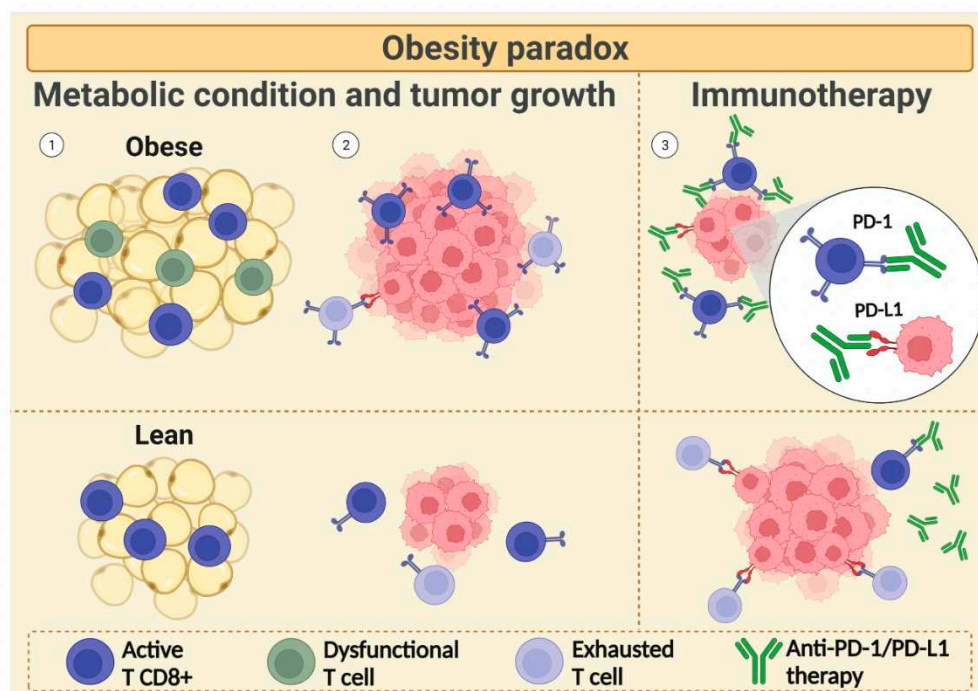 Obesity paradox
Metabolic condition and tumor growth
Immunotherapy
1
Obese
2
3
PD-1
PD-L1
Lean
Active
T CD8+
Dysfunctional
T cell
Exhausted
T cell
Anti-PD-1/PD-L1
therapy